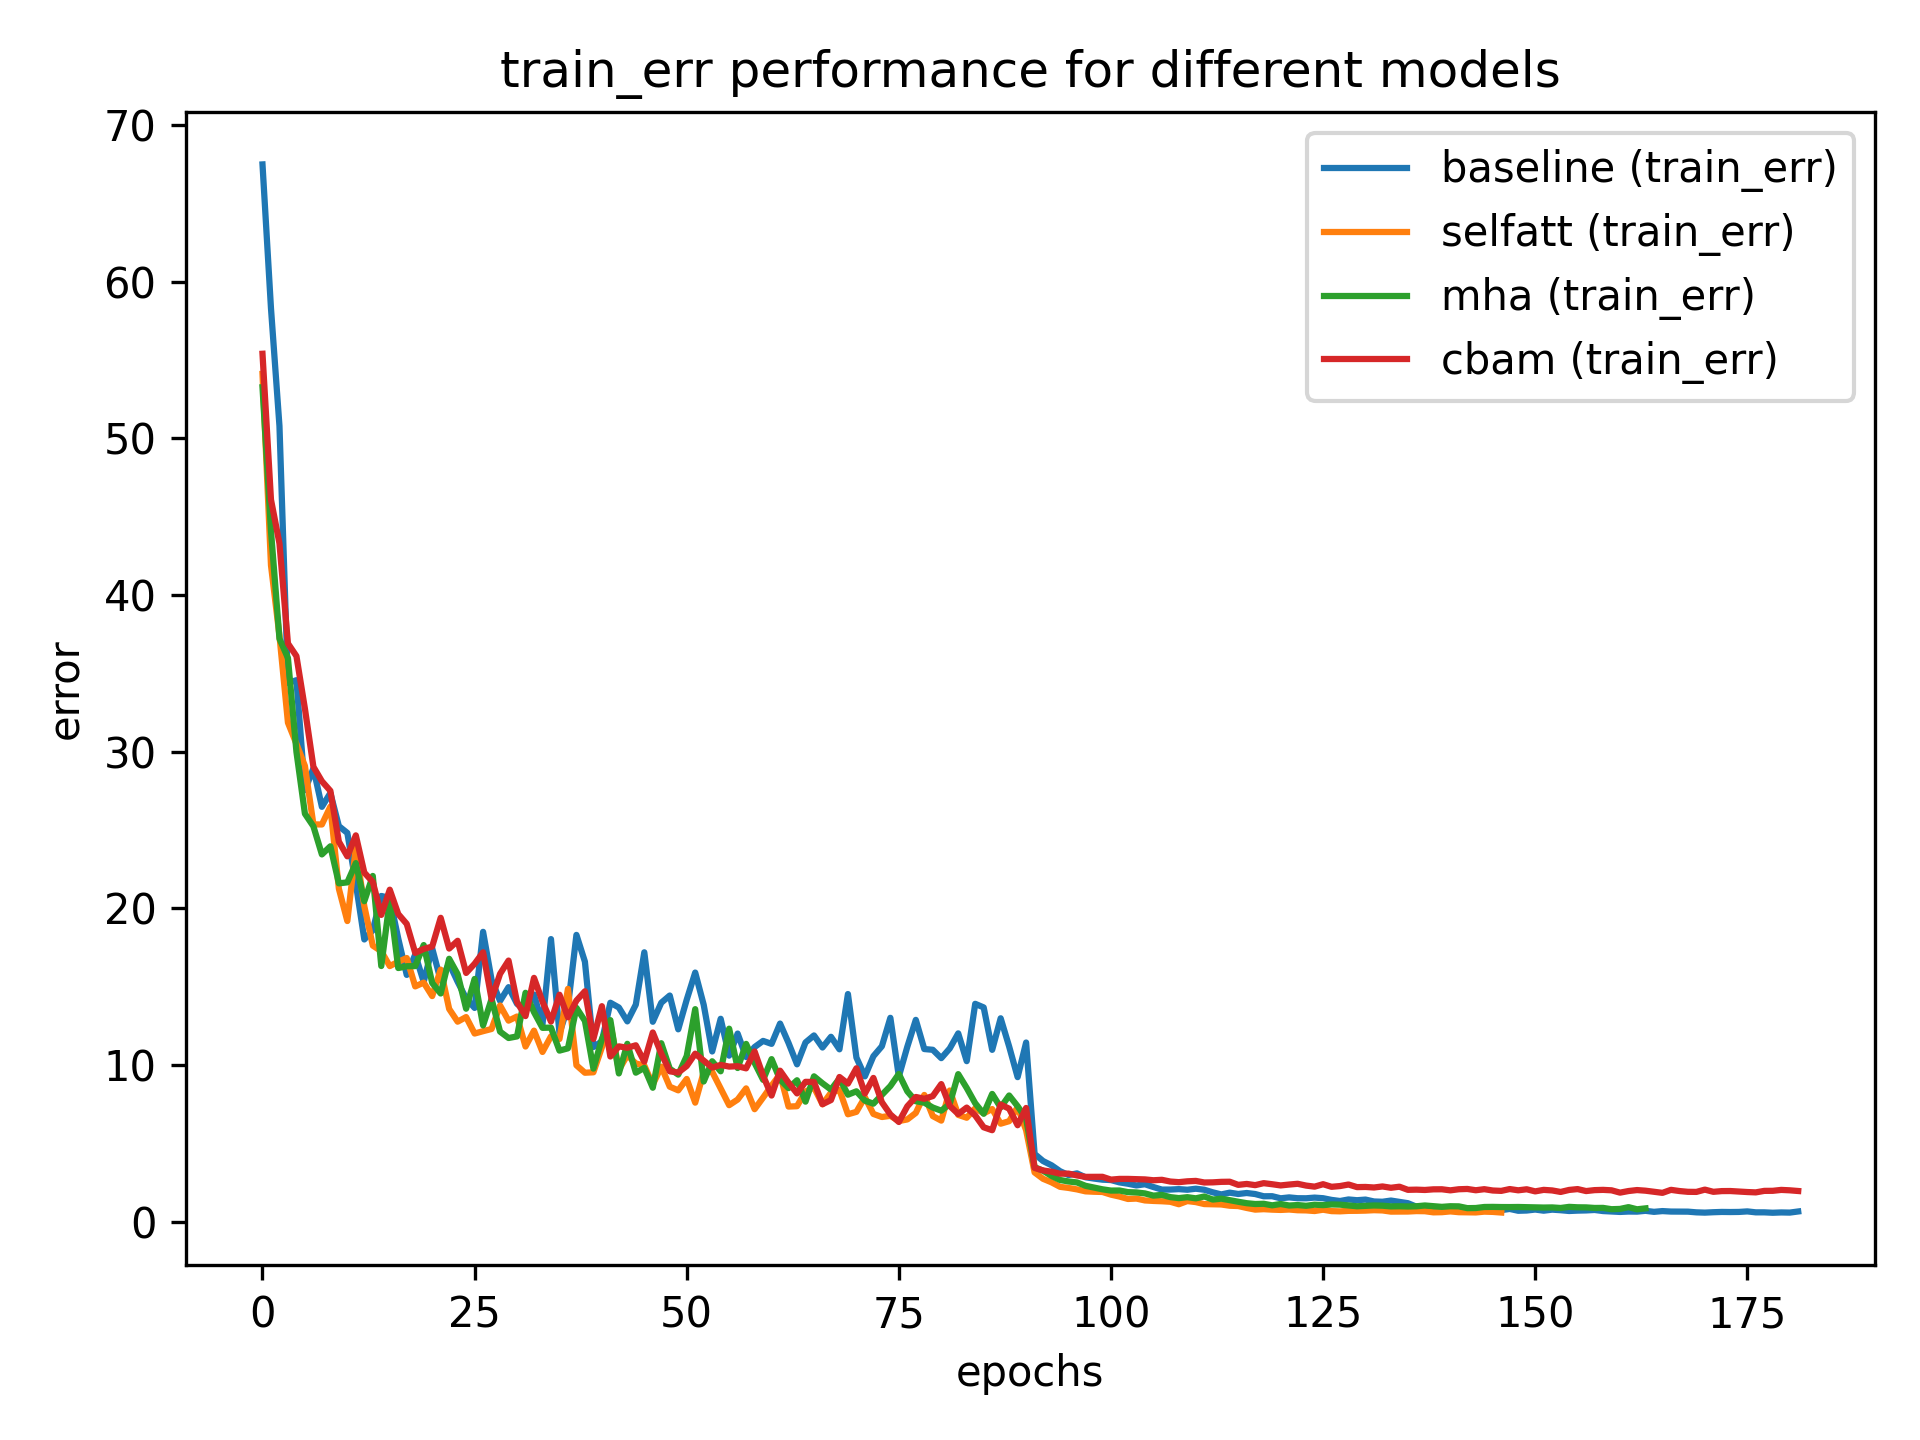 train_err performance for different models
70
60
50
40
30
20
10
0
error
baseline (train_err)
selfatt (train_err)
mha (train_err)
cbam (train_err)
0 25 50 75 100 125 150 175
epochs